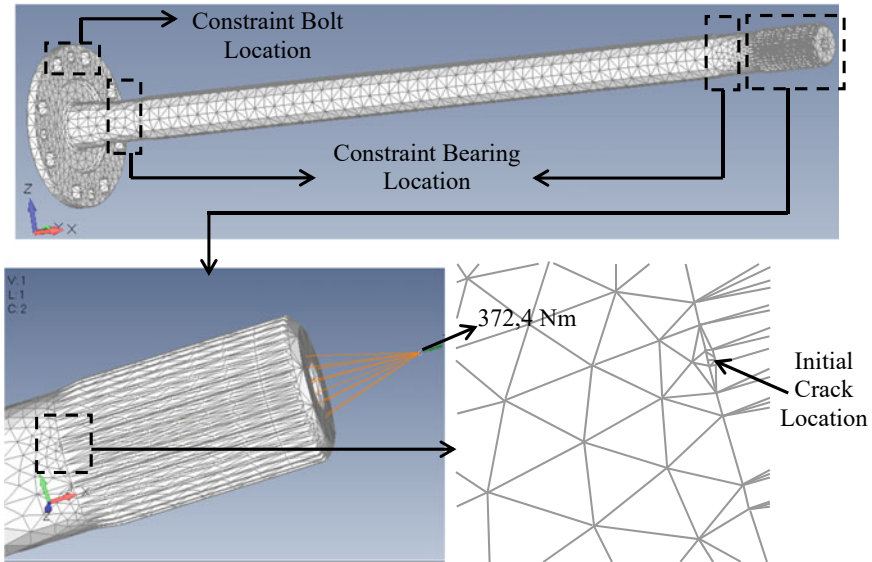 Constraint Bolt
Location
Constraint Bearing
Location
Z
Y X
V:1
L:1
C:2
372,4 Nm
Initial
Crack
Location
X
Z